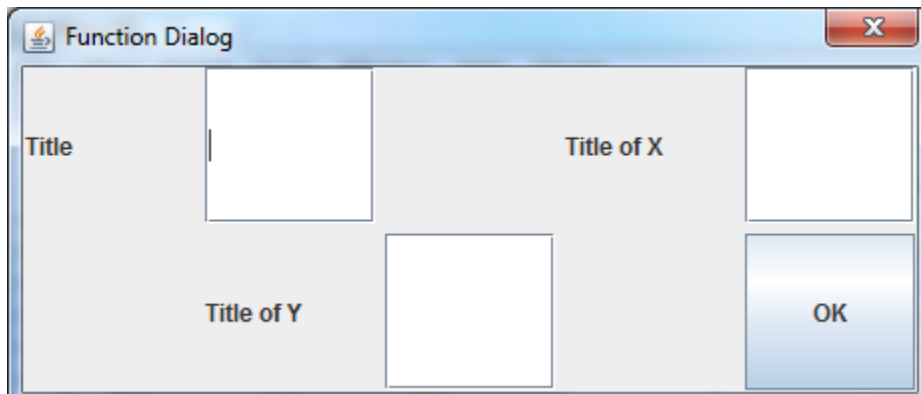 Function Dialog
Title
Title of X
Title of Y
OK